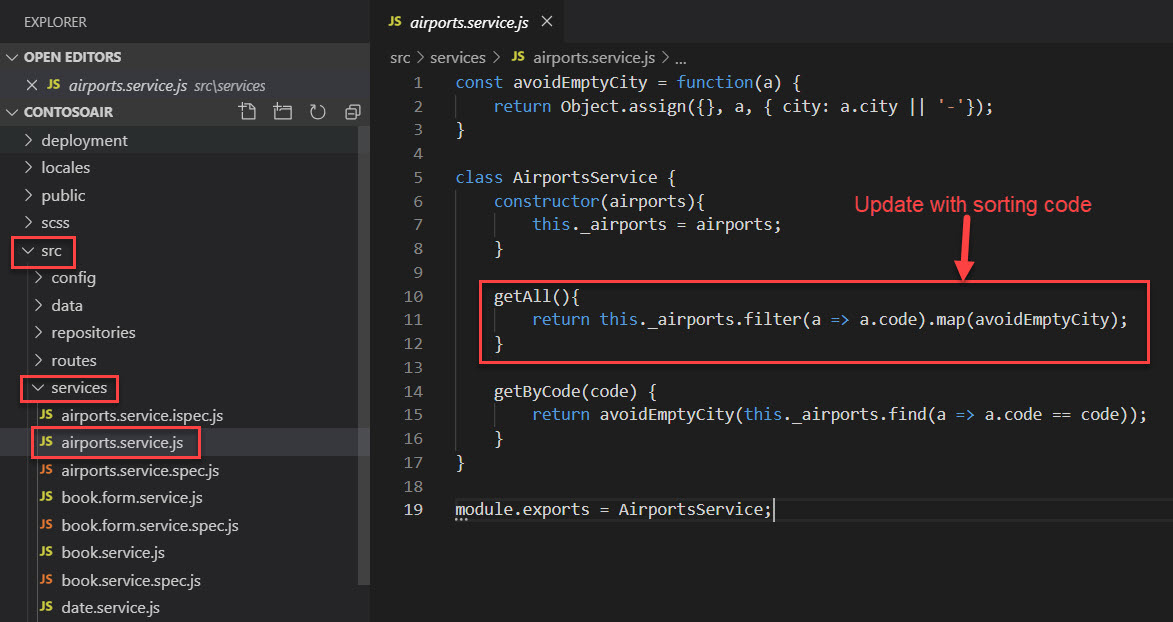 EXPLORER
OPEN EDITORS
JS airports.service.js src\services
CONTOSOAIR
deployment
locales
public
scss
src
config
data
repositories
routes
services
JS airports.service.ispec.js
JS airports.service.js
JS airports.service.spec.js
JS book.form.service.js
JS book.form.service.spec.js
JS book.service.js
JS book.service.spec.js
JS date.service.js
JS airports.service.js
src > services > JS airports.service.js > ...
1 const avoidEmptyCity = function(a) {
2 return Object.assign({}, a, { city: a.city || '-'});
3 }
4
5 class AirportsService {
6 constructor(airports){
7 this._airports = airports;
8 }
9
Update with sorting code
10 getAll(){
11 return this._airports.filter(a => a.code).map(avoidEmptyCity);
12 }
13
14 getByCode(code) {
15 return avoidEmptyCity(this._airports.find(a => a.code == code));
16 }
17 }
18
19 module.exports = AirportsService;